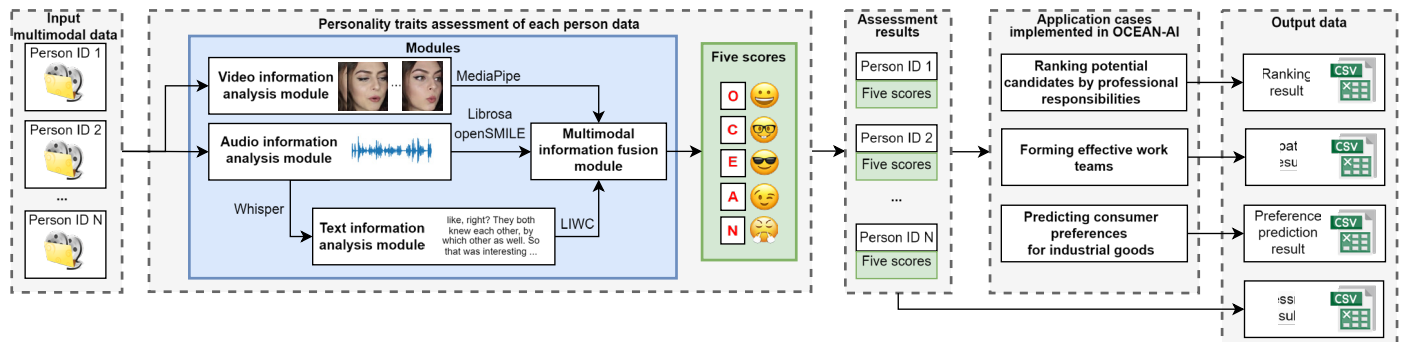 Input
multimodal data
Person ID 1
Person ID 2
...
Person ID N
Personality traits assessment of each person data
Modules
Video information
analysis module
...
MediaPipe
Audio information
analysis module
Librosa
openSMILE
Multimodal
information fusion
module
Whisper
Text information
analysis module
like, right? They both
knew each other, by
which other as well. So
that was interesting ...
LIWC
Five scores
O
C
E
A
N
Assessment
results
Person ID 1
Five scores
Person ID 2
Five scores
...
Person ID N
Five scores
Application cases
implemented in OCEAN-AI
Ranking potential
candidates by professional
responsibilities
Forming effective work
teams
Predicting consumer
preferences
for industrial goods
Output data
Ranking
result
CSV
CSV
Preference
prediction
result
CSV
CSV